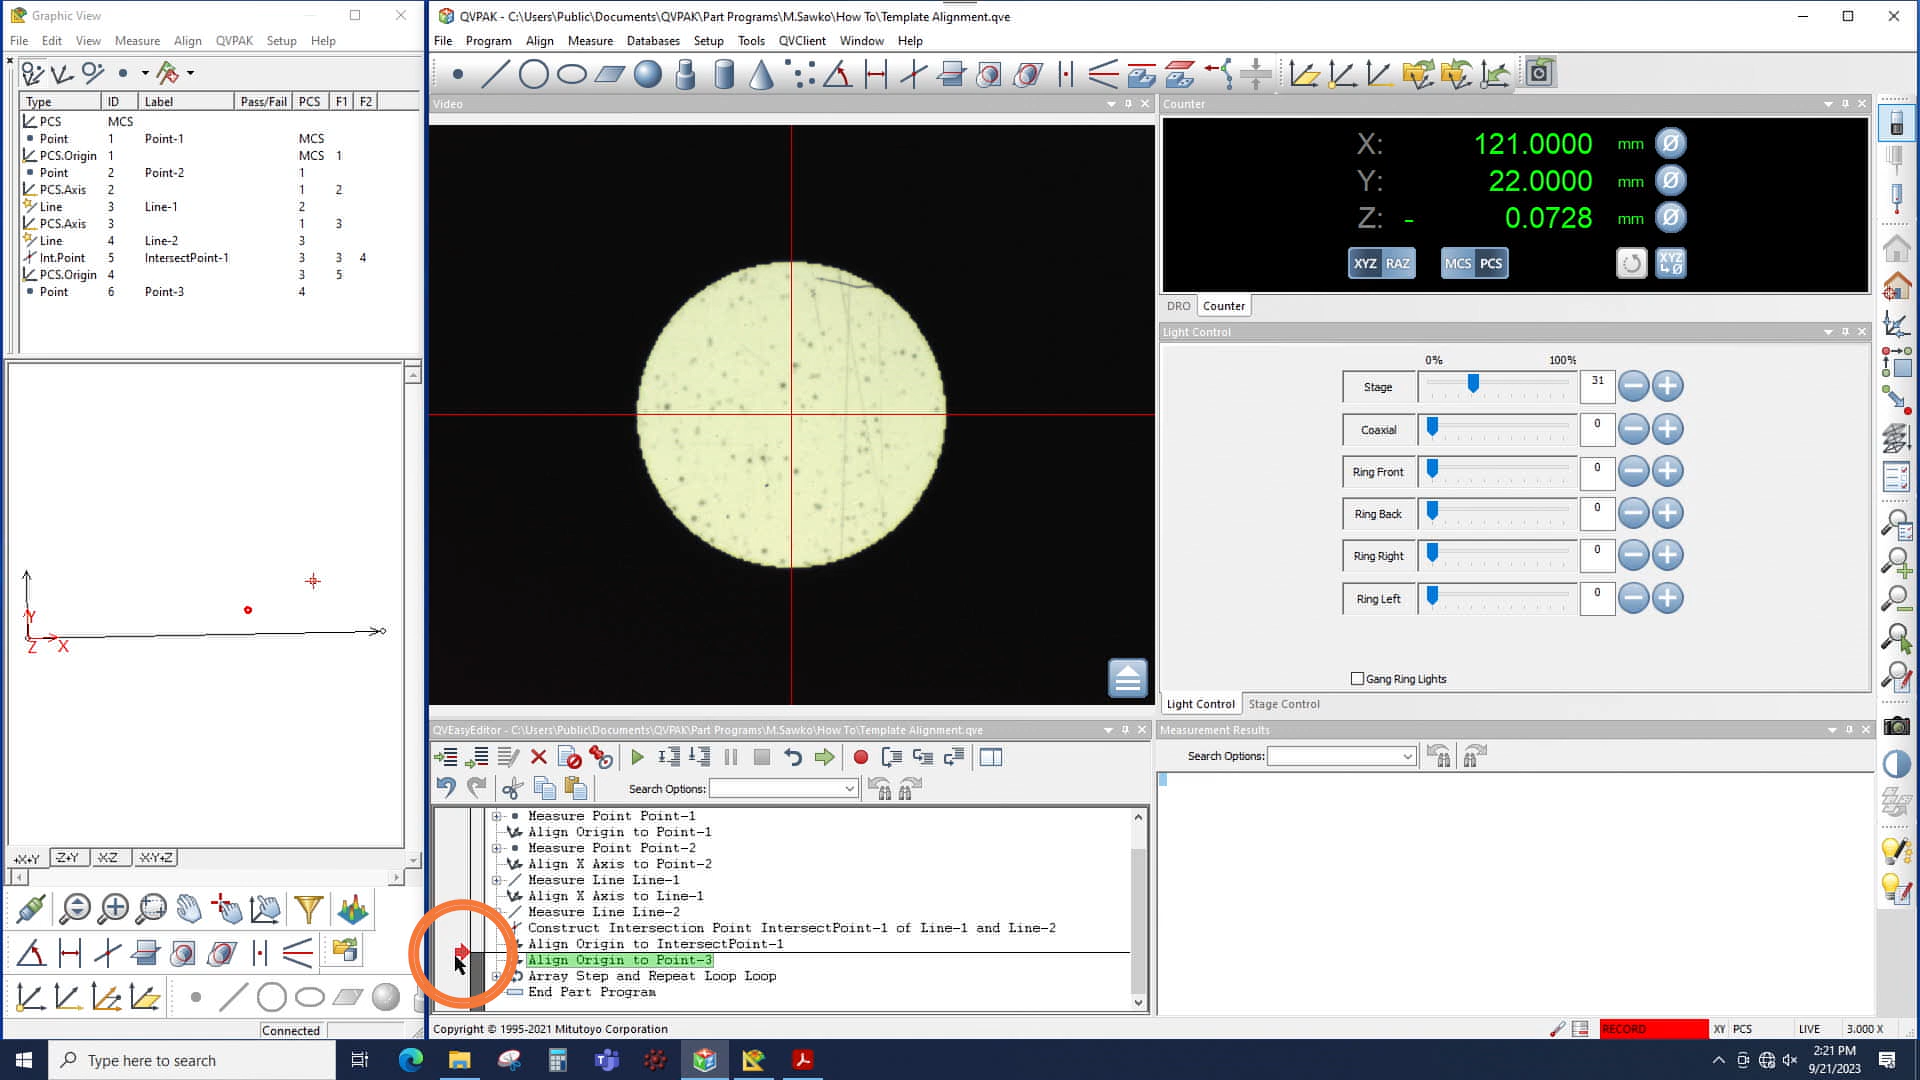 Graphic View
File Edit View Measure Align QVPAK Setup Help
Type ID Label Pass/Fail PCS F1 F2
PCS MCS
Point 1 Point-1 MCS
PCS.Origin 1 MCS 1
Point 2 Point-2 1
PCS.Axis 2 1 2
Line 3 Line-1 2
PCS.Axis 3 1 3
Line 4 Line-2 3
Int.Point 5 IntersectPoint-1 3 3 4
PCS.Origin 4 3 5
Point 6 Point-3 4
Y
Z X
+X+Y -Z+Y -X-Z -X-Y+Z
Connected
QVPAK - C:\Users\Public\Documents\QVPAK\Part Programs\M.Sawko\How To\Template Alignment.qve
File Program Align Measure Databases Setup Tools QVClient Window Help
Video
Counter
X: 121.0000 mm
Y: 22.0000 mm
Z: - 0.0728 mm
XYZ RAZ MCS PCS XYZ
DRO Counter
Light Control
0% 100%
Stage 31
Coaxial 0
Ring Front 0
Ring Back 0
Ring Right 0
Ring Left 0
Gang Ring Lights
Light Control Stage Control
QVEasyEditor - C:\Users\Public\Documents\QVPAK\Part Programs\M.Sawko\How To\Template Alignment.qve
Search Options:
Measure Point Point-1
Align Origin to Point-1
Measure Point Point-2
Align X Axis to Point-2
Measure Line Line-1
Align X Axis to Line-1
Measure Line Line-2
Construct Intersection Point IntersectPoint-1 of Line-1 and Line-2
Align Origin to IntersectPoint-1
Align Origin to Point-3
Array Step and Repeat Loop Loop
End Part Program
Measurement Results
Search Options:
Copyright © 1995-2021 Mitutoyo Corporation
RECORD XY PCS LIVE 3.000 X
Type here to search
2:21 PM
9/21/2023